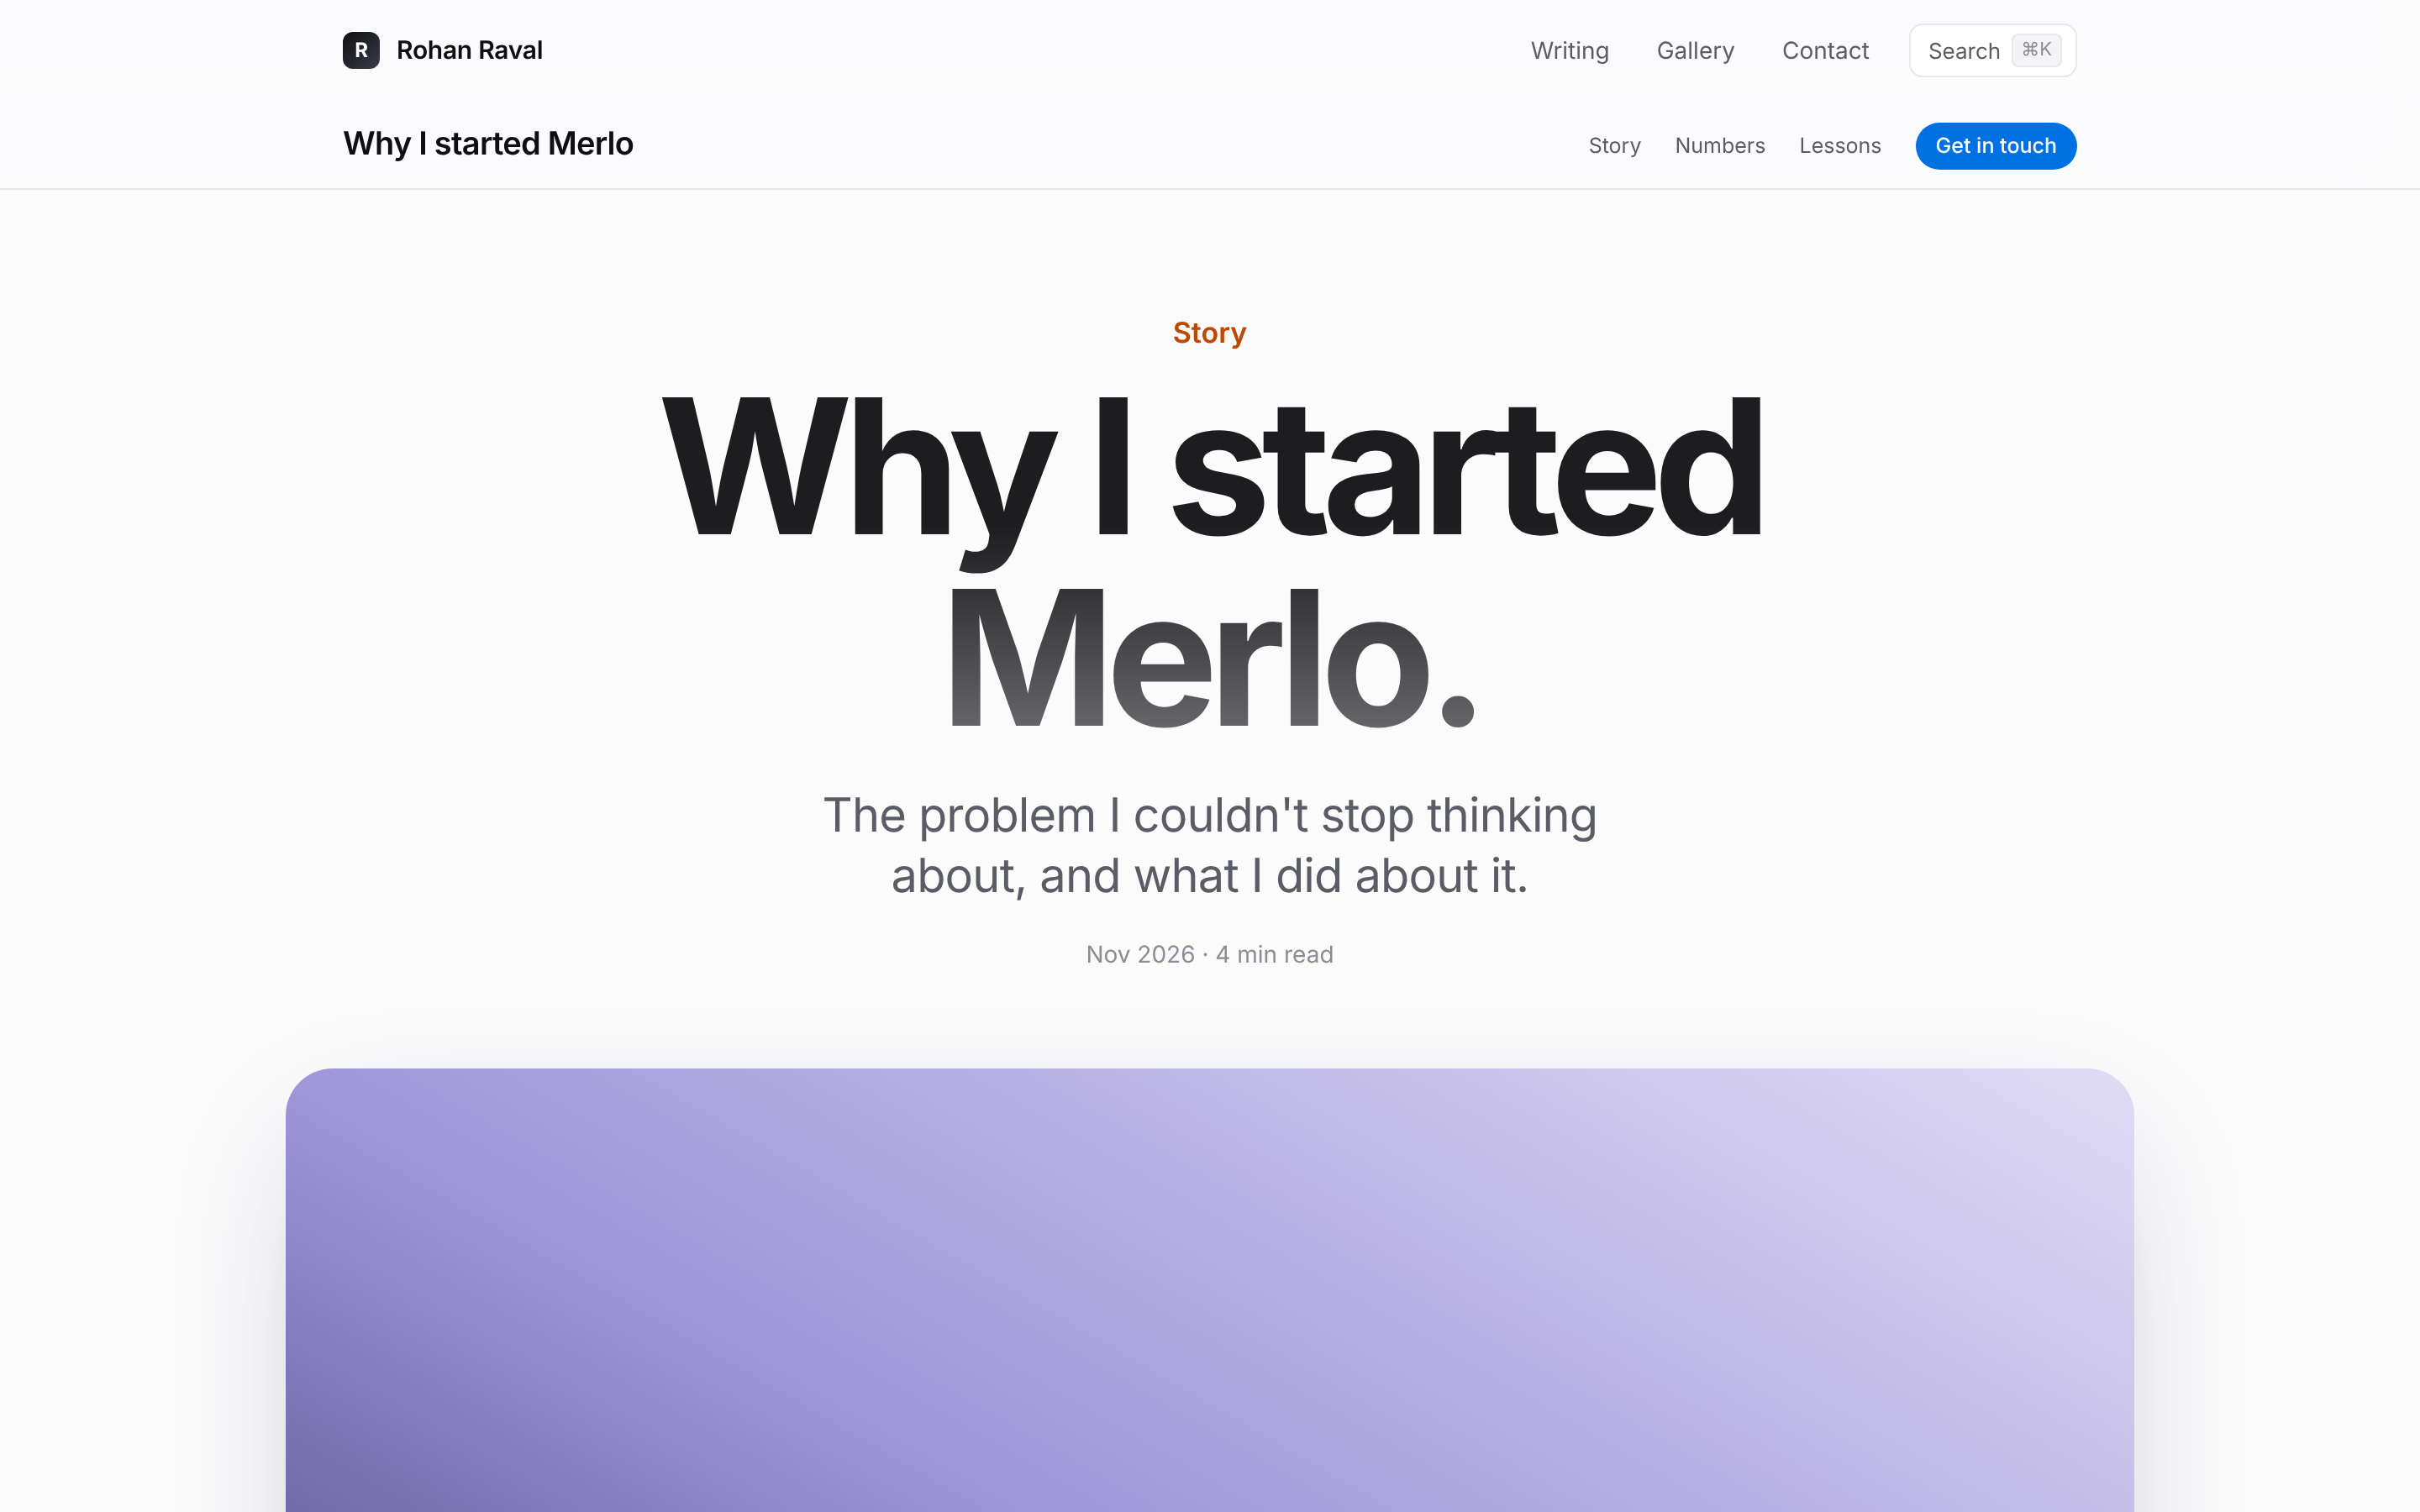 R Rohan Raval Writing Gallery Contact Search ⌘K
Why I started Merlo Story Numbers Lessons Get in touch
Story
Why I started
Merlo.
The problem I couldn't stop thinking
about, and what I did about it.
Nov 2026 · 4 min read